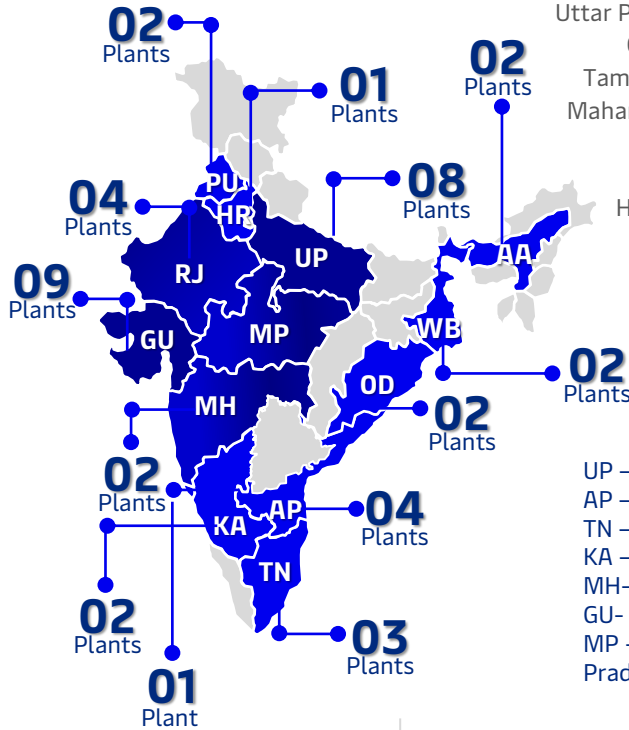 Uttar P
02
Plants
02
Plants
Tam
01
Plants
Mahar
PU
04
Plants
08
Plants
HR
H
UP
AA
RJ
09
Plants
GU
MP
WB
02
Plants
OD
MH
02
Plants
02
Plants
UP –
AP –
04
Plants
AP
TN –
KA
KA –
TN
MH–
GU-
02
Plants
03
Plants
MP -
Prad
01
Plant